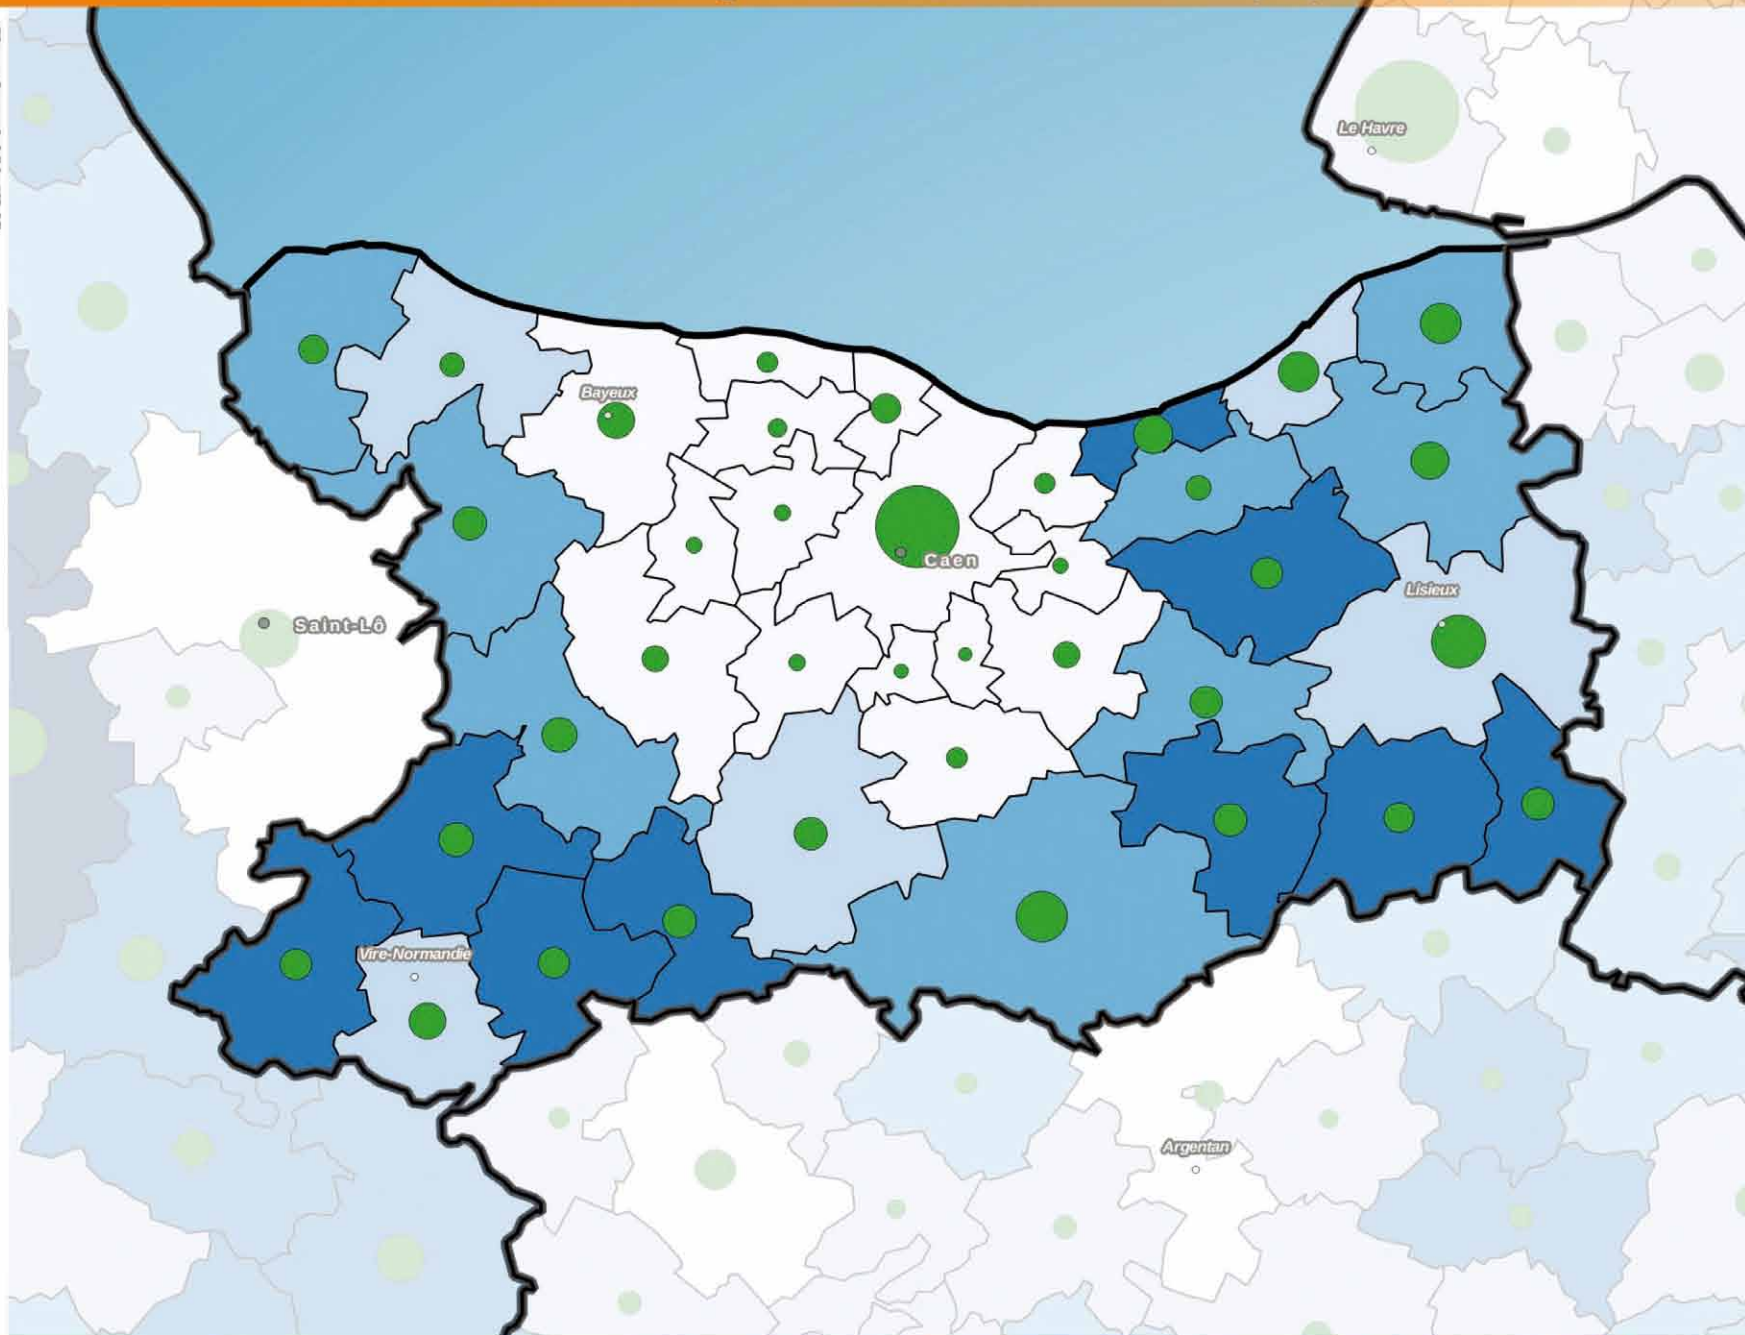 Le Havre
Bayeux
Caen
Lisieux
Saint-Lô
Vire-Normandie
Argentan